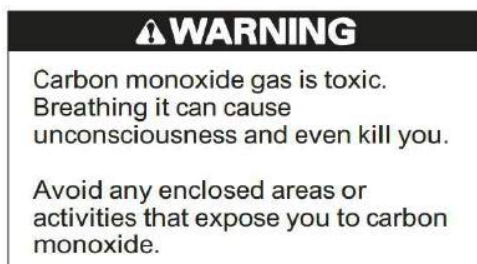 WARNING
Carbon monoxide gas is toxic.
Breathing it can cause
unconsciousness and even kill you.
Avoid any enclosed areas or
activities that expose you to carbon
monoxide.